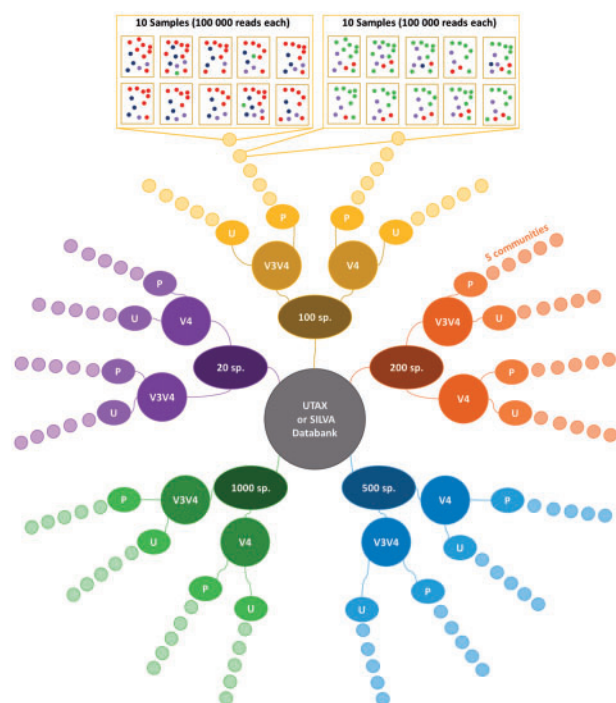 10 Samples (100 000 reads each)
10 Samples (100 000 reads each)
P
P
U
U
V3V4
V4
100 sp.
5 communities
P
P
U
V4
V3V4
U
20 sp.
200 sp.
P
V3V4
V4
P
U
U
UTAX
or SILVA
Databank
1000 sp.
500 sp.
P
V3V4
V4
P
U
V4
V3V4
U
P
U
U
P